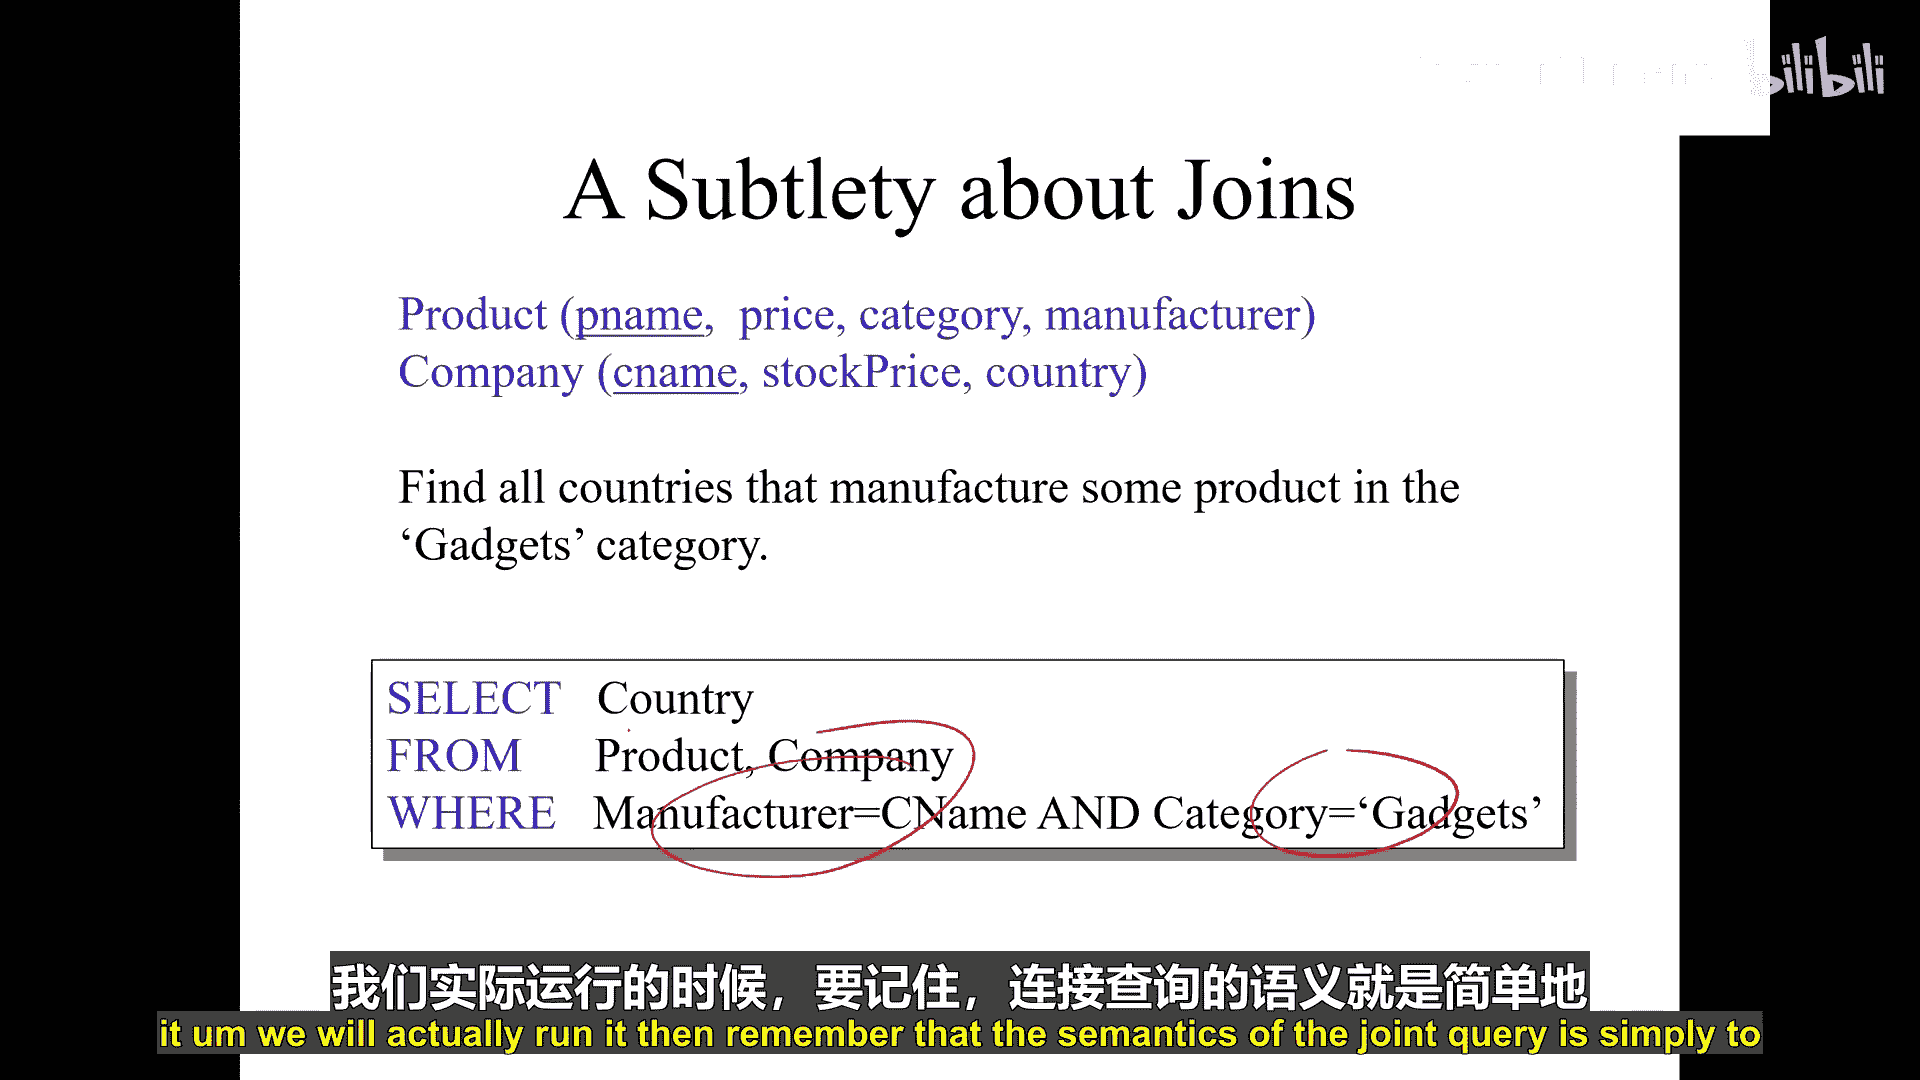 bilibili
A Subtlety about Joins
Product (pname, price, category, manufacturer)
Company (cname, stockPrice, country)
Find all countries that manufacture some product in the
‘Gadgets’ category.
SELECT Country
FROM Product, Company
WHERE Manufacturer=CName AND Category=‘Gadgets’
我们实际运行的时候，要记住，连接查询的语义就是简单地
it um we will actually run it then remember that the semantics of the joint query is simply to